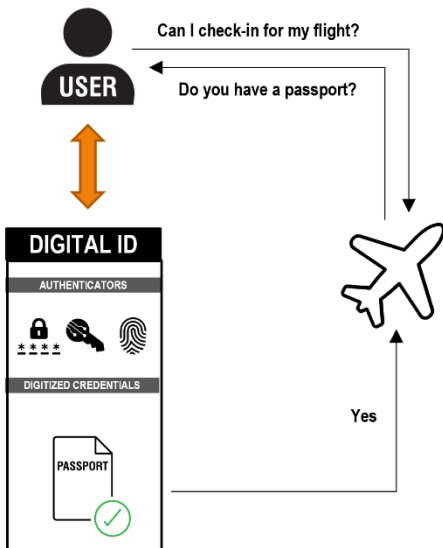 Can I check-in for my flight?
USER
Do you have a passport?
DIGITAL ID
AUTHENTICATORS
****
DIGITIZED CREDENTIALS
Yes
PASSPORT